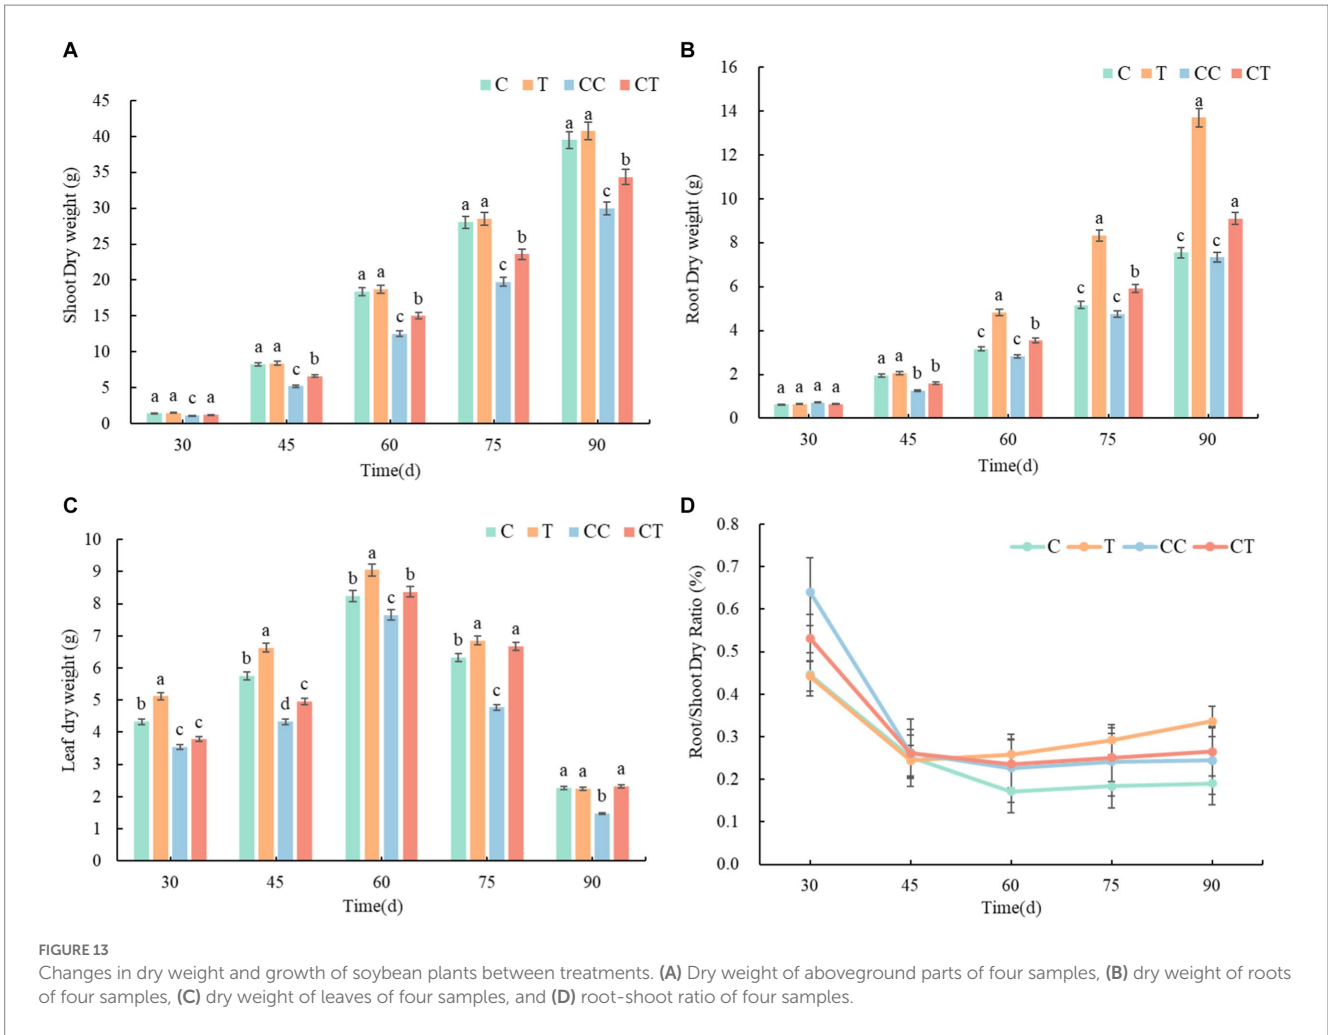 A
C T CC CT
45
40
35
30
25
20
15
10
5
0
Shoot Dry weight (g)
a a c a
a a c b
a a c b
a a c b
a a c b
30 45 60 75 90
Time(d)
B
C T CC CT
16
14
12
10
8
6
4
2
0
Root Dry weight (g)
a a a a
a a b b
c a c b
c a c b
c a c a
30 45 60 75 90
Time(d)
C
C T CC CT
10
9
8
7
6
5
4
3
2
1
0
Leaf dry weight (g)
b a c c
b a d c
b a c b
b a c a
a a b a
30 45 60 75 90
Time(d)
D
C T CC CT
0.8
0.7
0.6
0.5
0.4
0.3
0.2
0.1
0.0
Root/Shoot Dry Ratio (%)
30 45 60 75 90
Time(d)
FIGURE 13
Changes in dry weight and growth of soybean plants between treatments. (A) Dry weight of aboveground parts of four samples, (B) dry weight of roots
of four samples, (C) dry weight of leaves of four samples, and (D) root-shoot ratio of four samples.